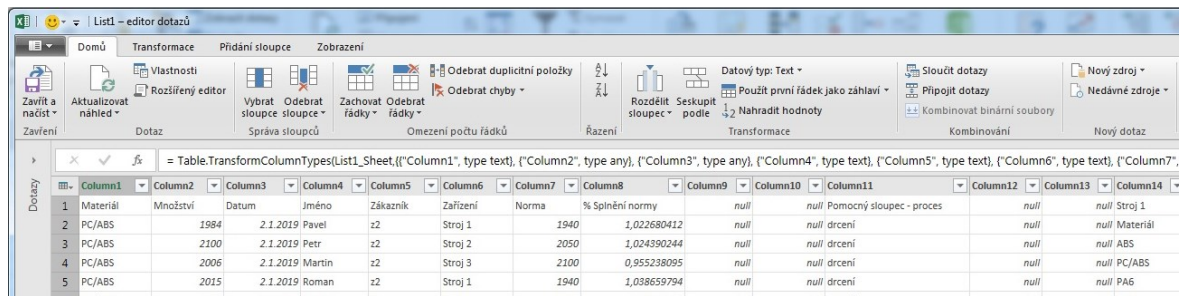 List1 – editor dotazů
Domů Transformace Přidání sloupce Zobrazení
Zavřít a načíst
Aktualizovat náhled
Vlastnosti
Rozšířený editor
Vybrat sloupce
Odebrat sloupce
Zachovat řádky
Odebrat řádky
Odebrat duplicitní položky
Odebrat chyby
Rozdělit sloupec
Seskupit podle
Datový typ: Text
Použít první řádek jako záhlaví
Nahradit hodnoty
Sloučit dotazy
Připojit dotazy
Kombinovat binární soubory
Nový zdroj
Nedávné zdroje
Zavření Dotaz Správa sloupců Omezení počtu řádků Řazení Transformace Kombinování Nový dotaz
= Table.TransformColumnTypes(List1_Sheet,{{"Column1", type text}, {"Column2", type any}, {"Column3", type any}, {"Column4", type text}, {"Column5", type text}, {"Column6", type text}, {"Column7",
Dotazy
Column1 Column2 Column3 Column4 Column5 Column6 Column7 Column8 Column9 Column10 Column11 Column12 Column13 Column14
1 Materiál Množství Datum Jméno Zákazník Zařízení Norma % Splnění normy null null Pomocný sloupec - proces null null Stroj 1
2 PC/ABS 1984 2.1.2019 Pavel z2 Stroj 1 1940 1,022680412 null null drcení null null Materiál
3 PC/ABS 2100 2.1.2019 Petr z2 Stroj 2 2050 1,024390244 null null drcení null null ABS
4 PC/ABS 2006 2.1.2019 Martin z2 Stroj 3 2100 0,955238095 null null drcení null null PC/ABS
5 PC/ABS 2015 2.1.2019 Roman z2 Stroj 1 1940 1,038659794 null null drcení null null PA6